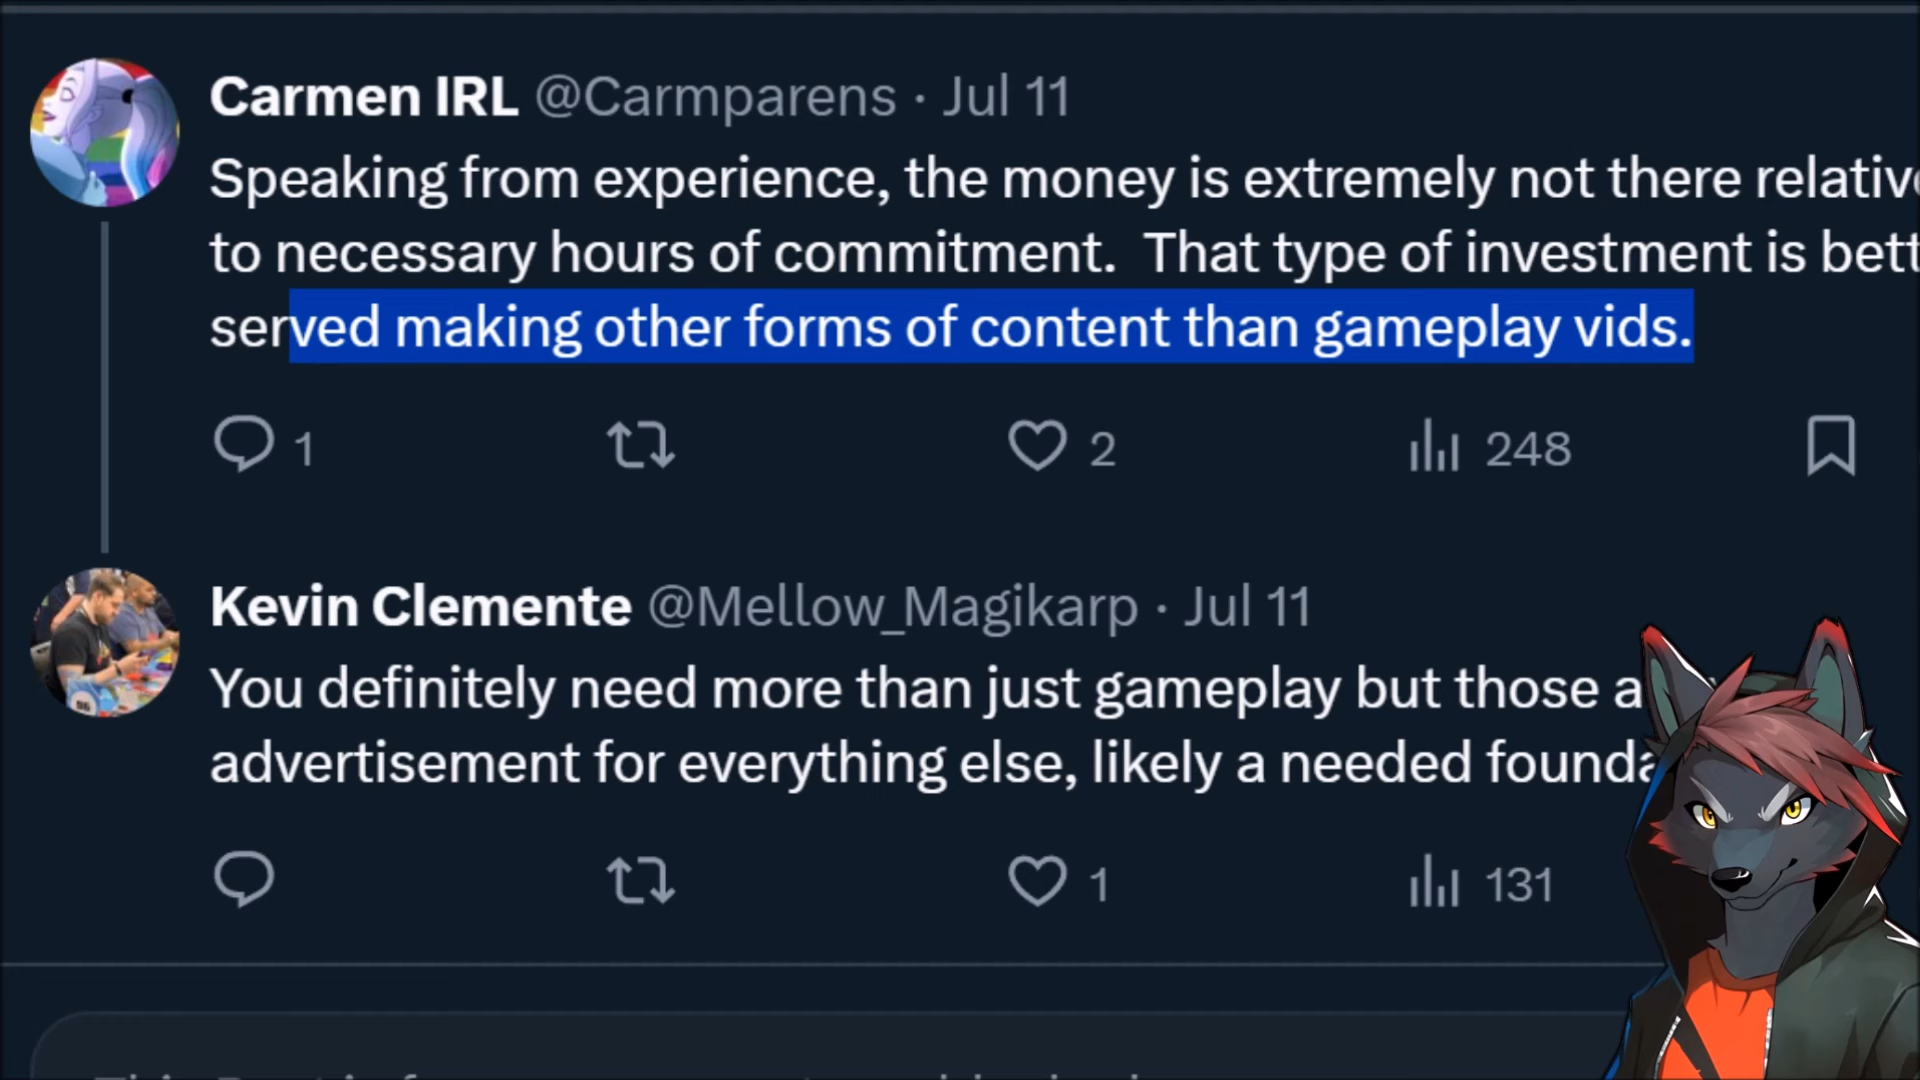 Carmen IRL @Carmparens · Jul 11
Speaking from experience, the money is extremely not there
to necessary hours of commitment. That type of investment is
served making other forms of content than gameplay vids.
1 2 248
Kevin Clemente @Mellow_Magikarp · Jul 11
You definitely need more than just gameplay but those
advertisement for everything else, likely a needed
1 131